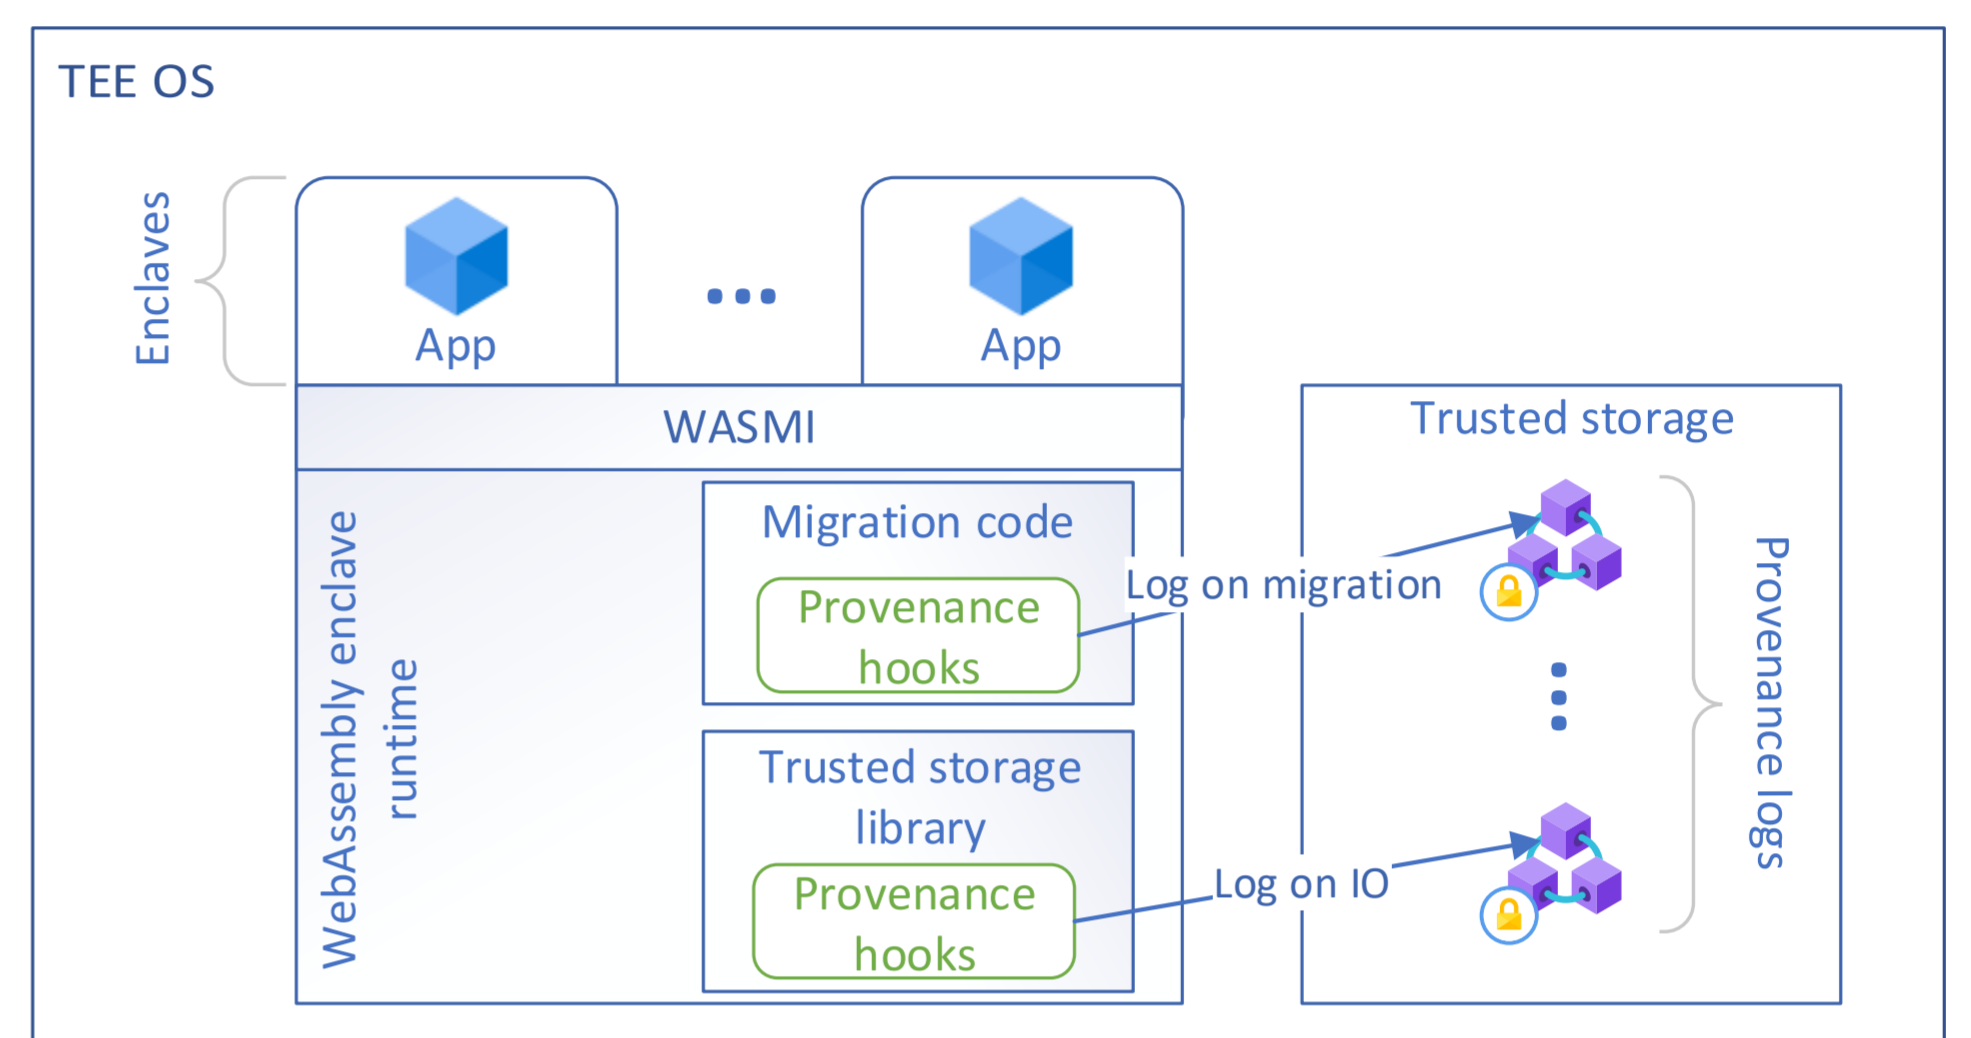 TEE OS
Enclaves
App
...
App
WASMI
WebAssembly enclave
runtime
Migration code
Provenance
hooks
Trusted storage
library
Provenance
hooks
Log on migration
Log on IO
Trusted storage
Provenance logs